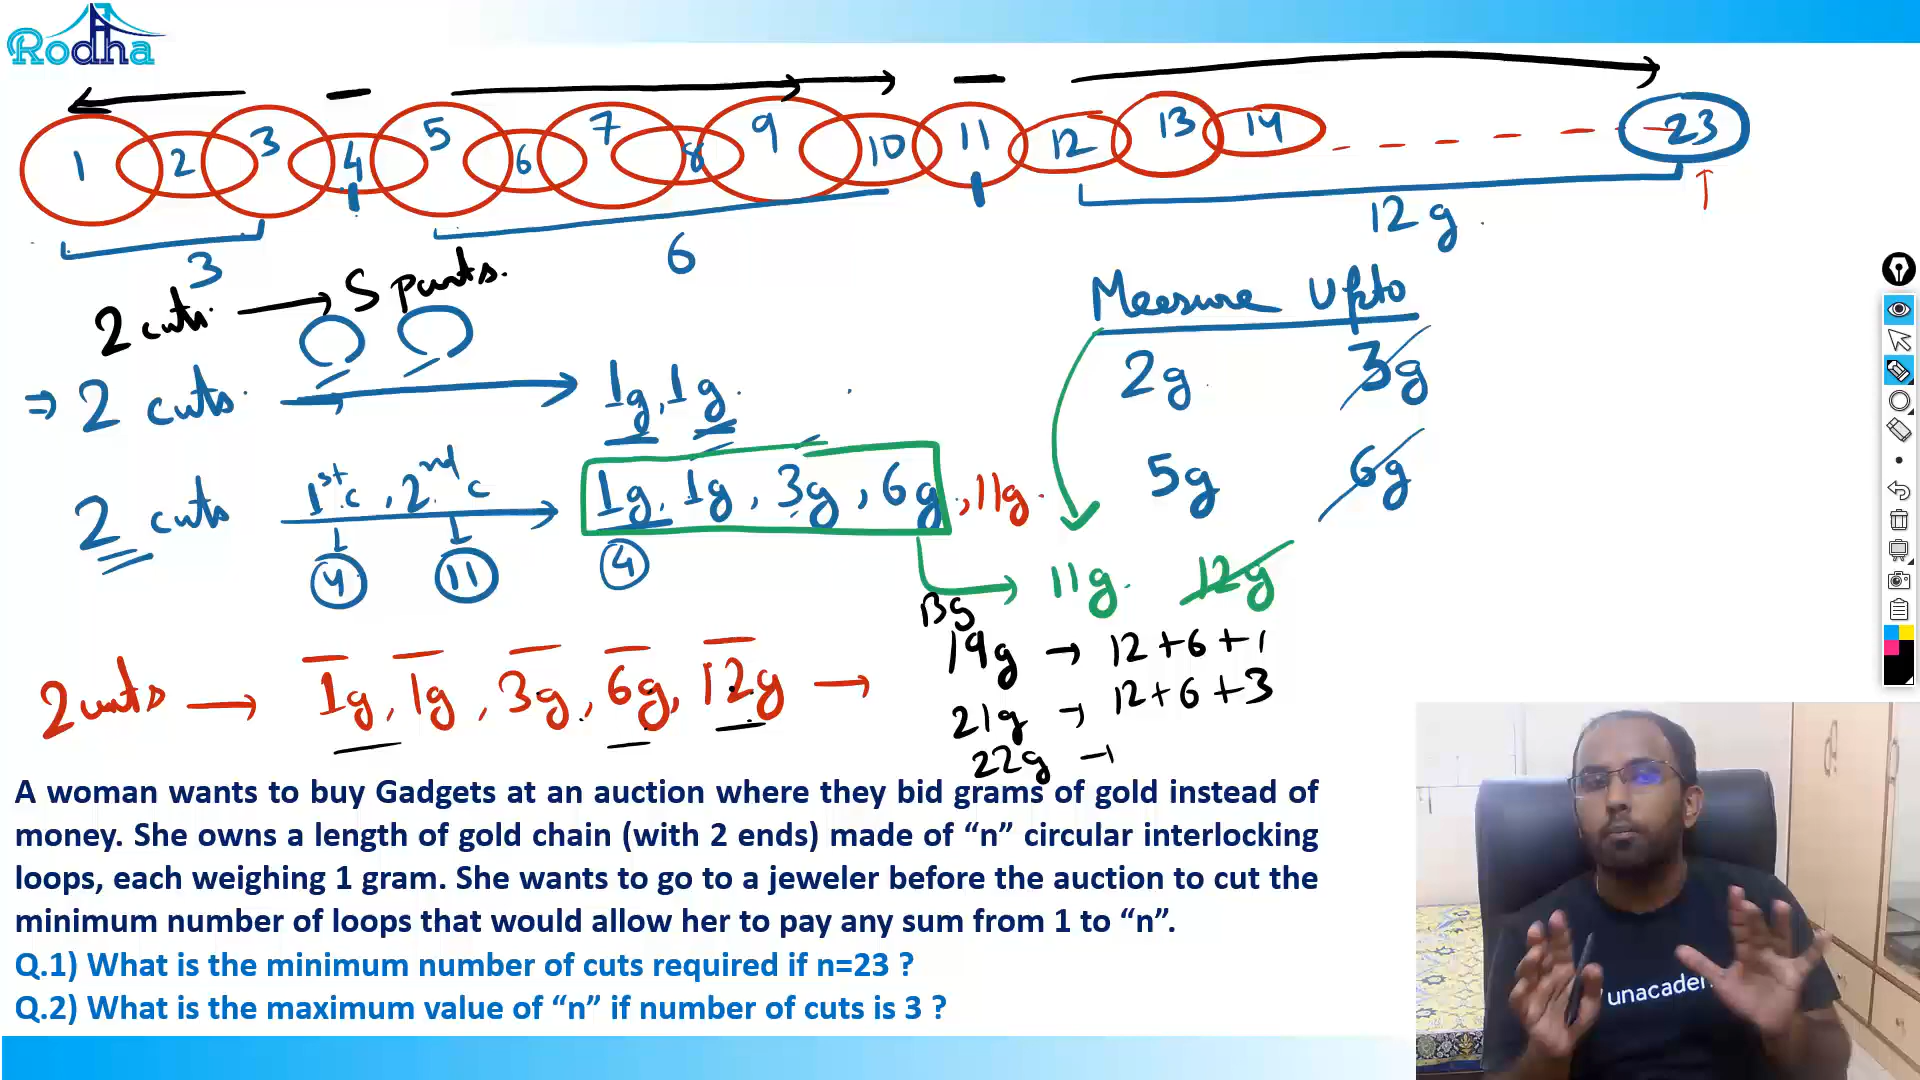 Rodha
1 2 3 4 5 6 7 8 9 10 11 12 13 14 23
3 6 12g
2 cuts → 5 parts.
Measure Upto
⇒ 2 cuts → 1g, 1g 2g 3g
2 cuts 1st c, 2nd c → 1g, 1g, 3g, 6g, 11g 5g 6g
4 11 4 11g. 12g
13g
19g → 12+6+1
2 cuts → 1g, 1g, 3g, 6g, 12g → 21g → 12+6+3
22g →
A woman wants to buy Gadgets at an auction where they bid grams of gold instead of
money. She owns a length of gold chain (with 2 ends) made of “n” circular interlocking
loops, each weighing 1 gram. She wants to go to a jeweler before the auction to cut the
minimum number of loops that would allow her to pay any sum from 1 to “n”.
Q.1) What is the minimum number of cuts required if n=23 ?
Q.2) What is the maximum value of “n” if number of cuts is 3 ?